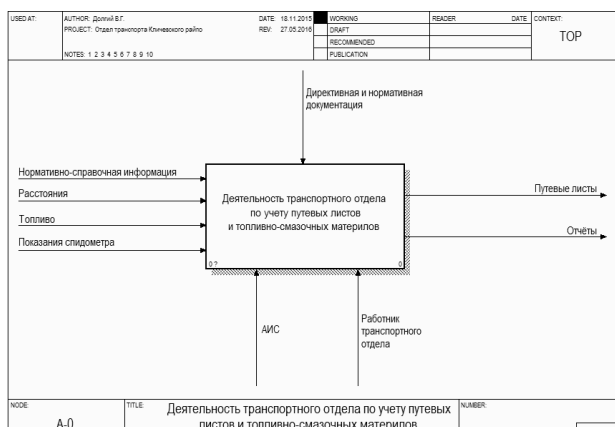 USED AT:
AUTHOR: Долгий В.Г.
DATE: 18.11.2015
WORKING
READER
DATE
CONTEXT:
PROJECT: Отдел транспорта Кличевского райпо
REV: 27.05.2016
DRAFT
TOP
RECOMMENDED
NOTES: 1 2 3 4 5 6 7 8 9 10
PUBLICATION
Директивная и нормативная
документация
Нормативно-справочная информация
Расстояния
Топливо
Показания спидометра
Деятельность транспортного отдела
по учету путевых листов
и топливно-смазочных материлов
0 ?
0
Путевые листы
Отчёты
АИС
Работник
транспортного
отдела
NODE:
A-0
TITLE:
Деятельность транспортного отдела по учету путевых
листов и топливно-смазочных материлов
NUMBER: